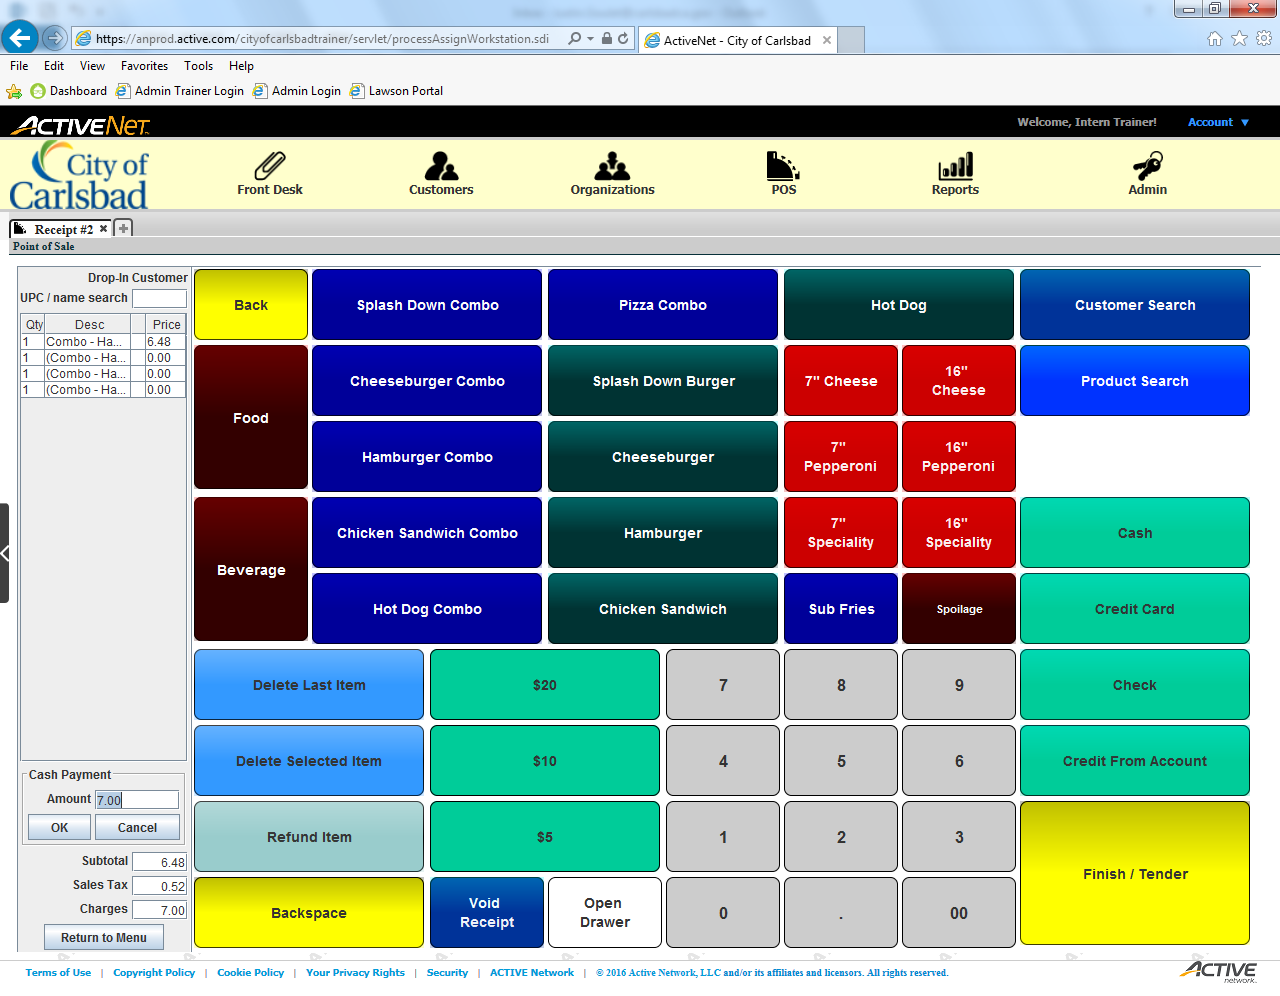 https://anprod.active.com/cityofcarlsbadtrainer/servlet/processAssignWorkstation.sdi
ActiveNet - City of Carlsbad
File Edit View Favorites Tools Help
Dashboard Admin Trainer Login Admin Login Lawson Portal
ACTIVENET
Welcome, Intern Trainer! Account
City of
Carlsbad
Front Desk Customers Organizations POS Reports Admin
Receipt #2
Point of Sale
Drop-In Customer
UPC / name search
Qty Desc Price
1 Combo - Ha... 6.48
1 (Combo - Ha... 0.00
1 (Combo - Ha... 0.00
1 (Combo - Ha... 0.00
Cash Payment
Amount 7.00
OK Cancel
Subtotal 6.48
Sales Tax 0.52
Charges 7.00
Return to Menu
Back Splash Down Combo Pizza Combo Hot Dog Customer Search
Food
Cheeseburger Combo Splash Down Burger 7" Cheese 16"
Cheese Product Search
Hamburger Combo Cheeseburger 7"
Pepperoni 16"
Pepperoni
Beverage
Chicken Sandwich Combo Hamburger 7"
Speciality 16"
Speciality Cash
Hot Dog Combo Chicken Sandwich Sub Fries Spoilage Credit Card
Delete Last Item $20 7 8 9 Check
Delete Selected Item $10 4 5 6 Credit From Account
Refund Item $5 1 2 3
Finish / Tender
Backspace Void
Receipt Open
Drawer 0 . 00
Terms of Use | Copyright Policy | Cookie Policy | Your Privacy Rights | Security | ACTIVE Network | © 2016 Active Network, LLC and/or its affiliates and licensors. All rights reserved.
ACTIVE
network